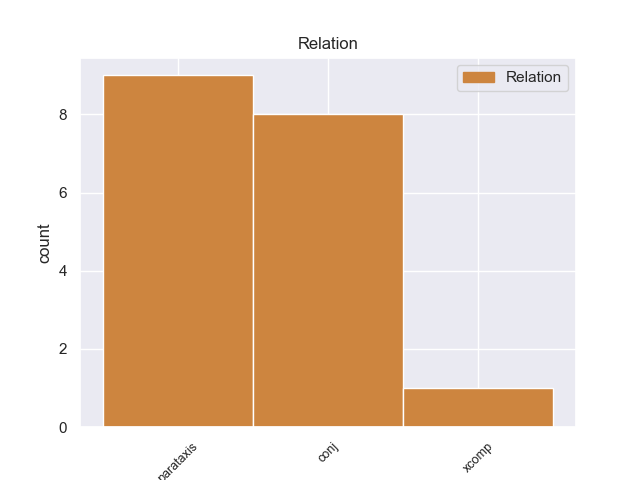 Relation
Relation
8
6
4
2
0
count
parataxis
conj
xcomp